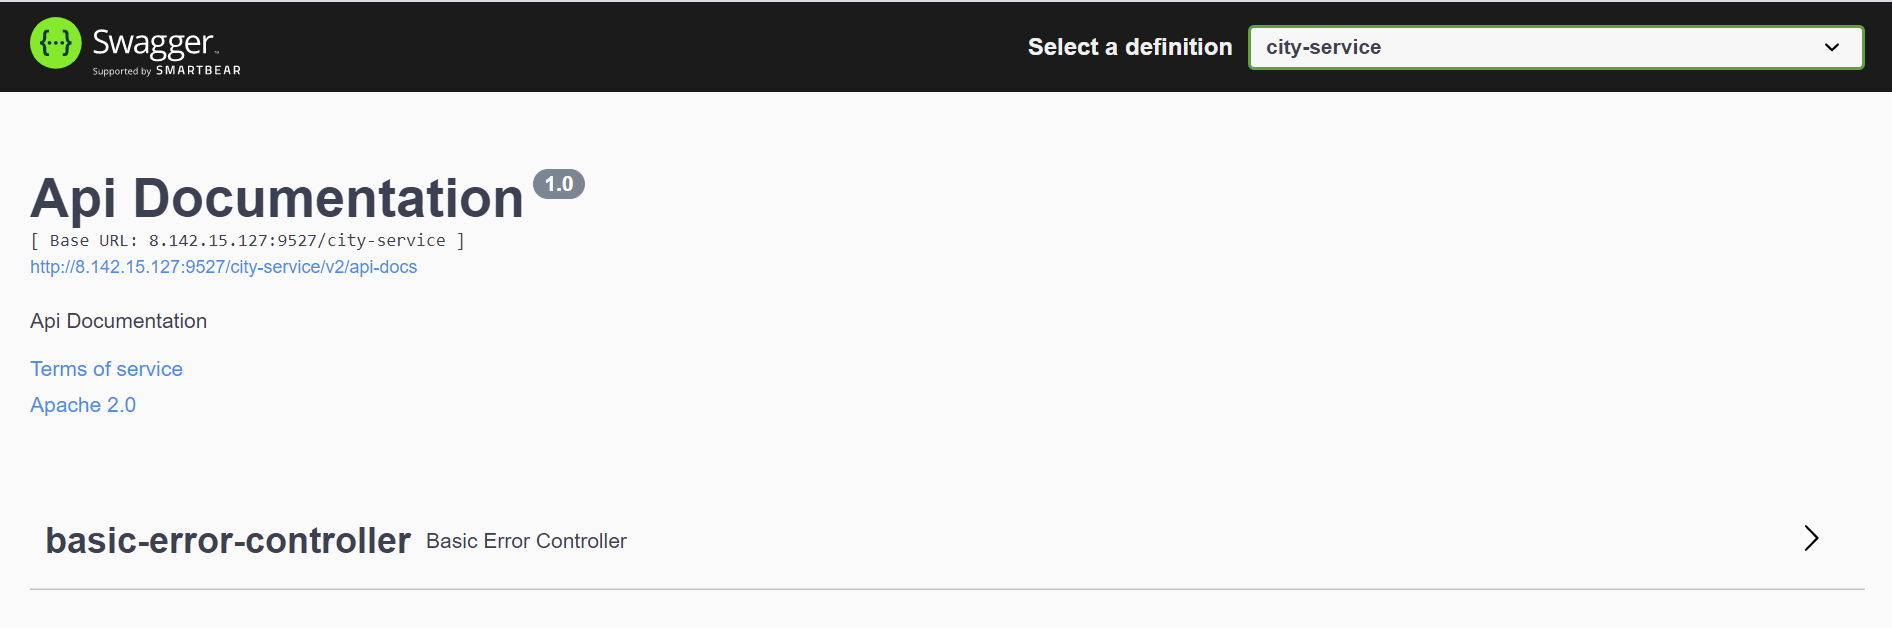 Swagger
Supported by SMARTBEAR
Select a definition
city-service
Api Documentation 1.0
[ Base URL: 8.142.15.127:9527/city-service ]
http://8.142.15.127:9527/city-service/v2/api-docs
Api Documentation
Terms of service
Apache 2.0
basic-error-controller Basic Error Controller